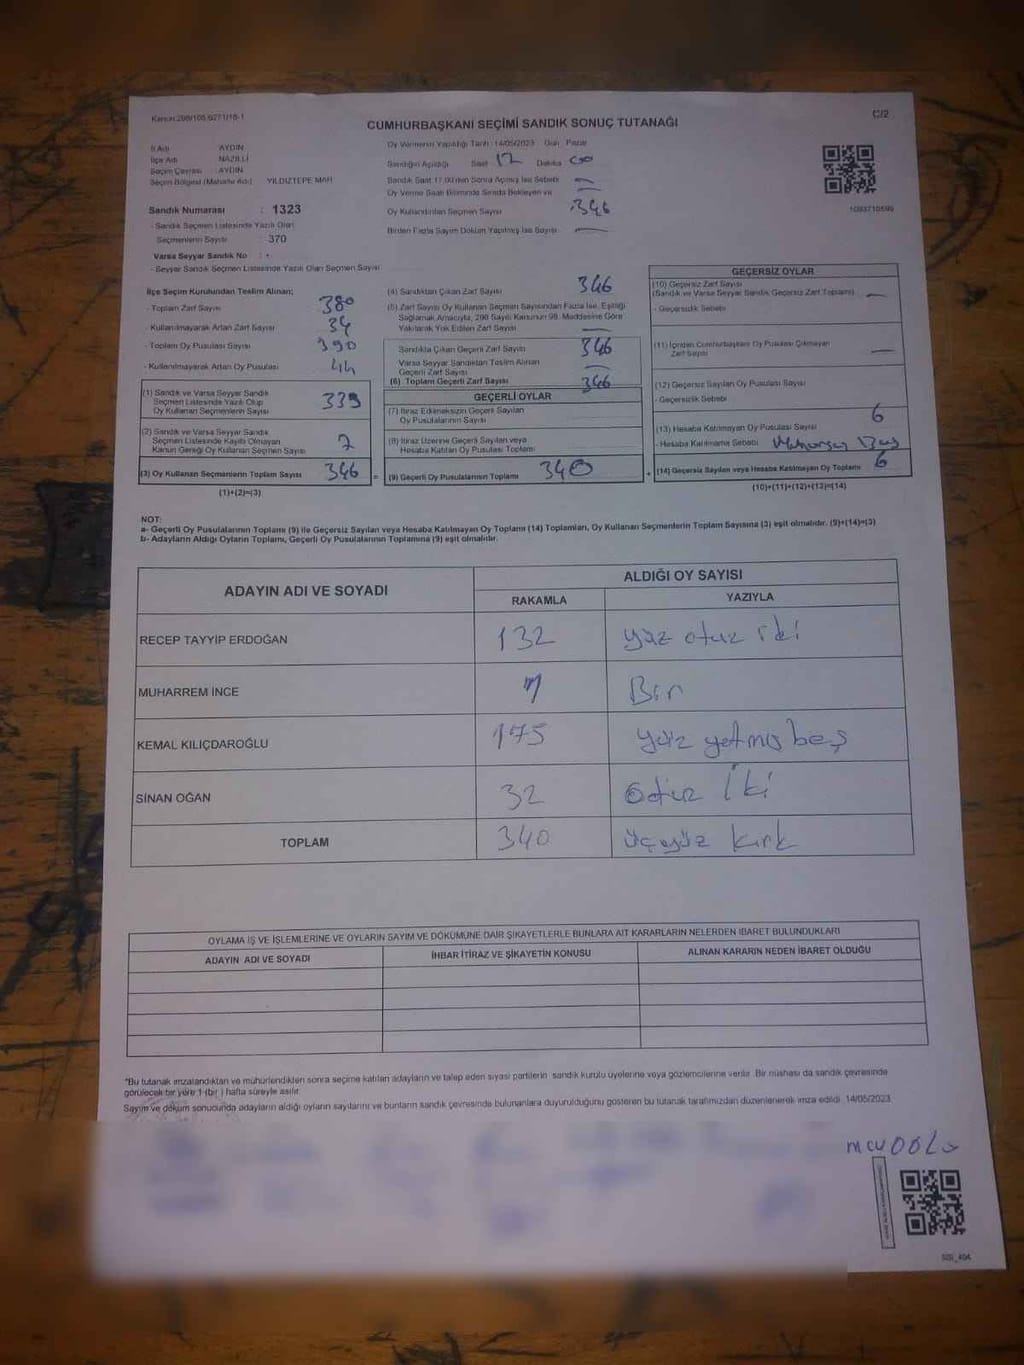 Kanun:298/105,6271/18-1
C/2
CUMHURBAŞKANI SEÇİMİ SANDIK SONUÇ TUTANAĞI
İl Adı AYDIN
İlçe Adı NAZİLLİ
Seçim Çevresi AYDIN
Seçim Bölgesi (Mahalle Adı) YILDIZTEPE MAH
Oy Vermenin Yapıldığı Tarih :14/05/2023 Gün Pazar
Sandığın Açıldığı Saat 17 Dakika 00
Sandık Saat 17.00'den Sonra Açılmış İse Sebebi —
Oy Verme Saati Bitiminde Sırada Bekleyen ve —
Oy Kullandırılan Seçmen Sayısı 346
Birden Fazla Sayım Döküm Yapılmış İse Sayısı —
Sandık Numarası : 1323
- Sandık Seçmen Listesinde Yazılı Olan
Seçmenlerin Sayısı : 370
Varsa Seyyar Sandık No : -
- Seyyar Sandık Seçmen Listesinde Yazılı Olan Seçmen Sayısı
İlçe Seçim Kurulundan Teslim Alınan;
- Toplam Zarf Sayısı 380
- Kullanılmayarak Artan Zarf Sayısı 34
- Toplam Oy Pusulası Sayısı 390
- Kullanılmayarak Artan Oy Pusulası 44
(1) Sandık ve Varsa Seyyar Sandık
Seçmen Listesinde Yazılı Olup
Oy Kullanan Seçmenlerin Sayısı 339
(2) Sandık ve Varsa Seyyar Sandık
Seçmen Listesinde Kayıtlı Olmayan
Kanun Gereği Oy Kullanan Seçmen Sayısı 7
(3) Oy Kullanan Seçmenlerin Toplam Sayısı 346 =
(1)+(2)=(3)
(4) Sandıktan Çıkan Zarf Sayısı 346
(5) Zarf Sayısı Oy Kullanan Seçmen Sayısından Fazla İse, Eşitliği
Sağlamak Amacıyla, 298 Sayılı Kanunun 98. Maddesine Göre
Yakılarak Yok Edilen Zarf Sayısı —
Sandıkta Çıkan Geçerli Zarf Sayısı 346
Varsa Seyyar Sandıktan Teslim Alınan
Geçerli Zarf Sayısı —
(6) Toplam Geçerli Zarf Sayısı 346
GEÇERLİ OYLAR
(7) İtiraz Edilmeksizin Geçerli Sayılan
Oy Pusulalarının Sayısı
(8) İtiraz Üzerine Geçerli Sayılan veya
Hesaba Katılan Oy Pusulası Toplamı
(9) Geçerli Oy Pusulalarının Toplamı 340 +
GEÇERSİZ OYLAR
(10) Geçersiz Zarf Sayısı
(Sandık ve Varsa Seyyar Sandık Geçersiz Zarf Toplamı) —
- Geçersizlik Sebebi
(11) İçinden Cumhurbaşkanı Oy Pusulası Çıkmayan
Zarf Sayısı —
(12) Geçersiz Sayılan Oy Pusulası Sayısı
- Geçersizlik Sebebi
(13) Hesaba Katılmayan Oy Pusulası Sayısı 6
- Hesaba Katılmama Sebebi
(14) Geçersiz Sayılan veya Hesaba Katılmayan Oy Toplamı 6
(10)+(11)+(12)+(13)=(14)
NOT:
a- Geçerli Oy Pusulalarının Toplamı (9) ile Geçersiz Sayılan veya Hesaba Katılmayan Oy Toplamı (14) Toplamları, Oy Kullanan Seçmenlerin Toplam Sayısına (3) eşit olmalıdır. (9)+(14)=(3)
b- Adayların Aldığı Oyların Toplamı, Geçerli Oy Pusulalarının Toplamına (9) eşit olmalıdır.
ADAYIN ADI VE SOYADI ALDIĞI OY SAYISI
RAKAMLA YAZIYLA
RECEP TAYYİP ERDOĞAN 132 yüz otuz iki
MUHARREM İNCE 1 Bir
KEMAL KILIÇDAROĞLU 175 yüz yetmiş beş
SİNAN OĞAN 32 otuz iki
TOPLAM 340 üçyüz kırk
OYLAMA İŞ VE İŞLEMLERİNE VE OYLARIN SAYIM VE DÖKÜMÜNE DAİR ŞİKAYETLERLE BUNLARA AİT KARARLARIN NELERDEN İBARET BULUNDUKLARI
ADAYIN ADI VE SOYADI İHBAR İTİRAZ VE ŞİKAYETİN KONUSU ALINAN KARARIN NEDEN İBARET OLDUĞU
*Bu tutanak imzalandıktan ve mühürlendikten sonra seçime katılan adayların ve talep eden siyasi partilerin sandık kurulu üyelerine veya gözlemcilerine verilir. Bir nüshası da sandık çevresinde
görülecek bir yere 1 (bir) hafta süreyle asılır.
Sayım ve döküm sonucunda adayların aldığı oyların sayılarını ve bunların sandık çevresinde bulunanlara duyurulduğunu gösteren bu tutanak tarafımızdan düzenlenerek imza edildi. 14/05/2023